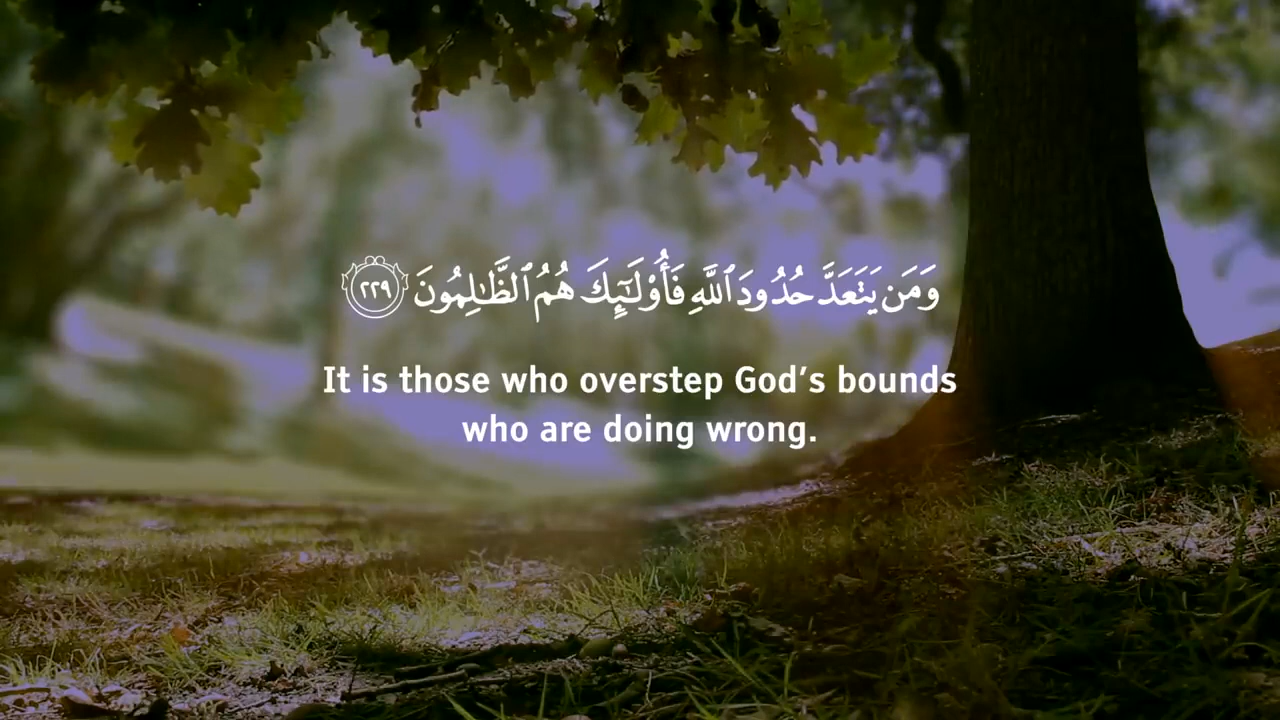 وَمَن يَتَعَدَّ حُدُودَ ٱللَّهِ فَأُو۟لَـٰٓئِكَ هُمُ ٱلظَّـٰلِمُونَ ٢٢٩
It is those who overstep God's bounds
who are doing wrong.